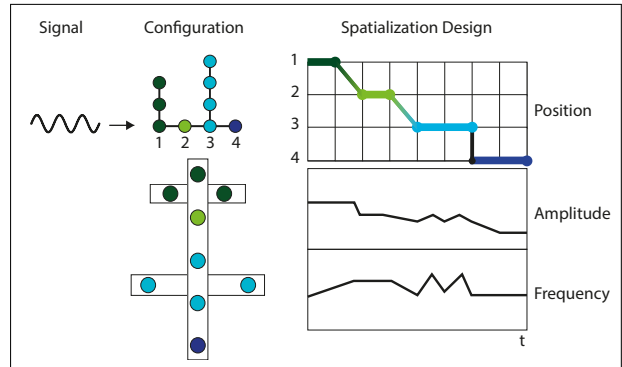 Signal
Configuration
Spatialization Design
1 2 3 4
1
2
3
4
Position
Amplitude
Frequency
t